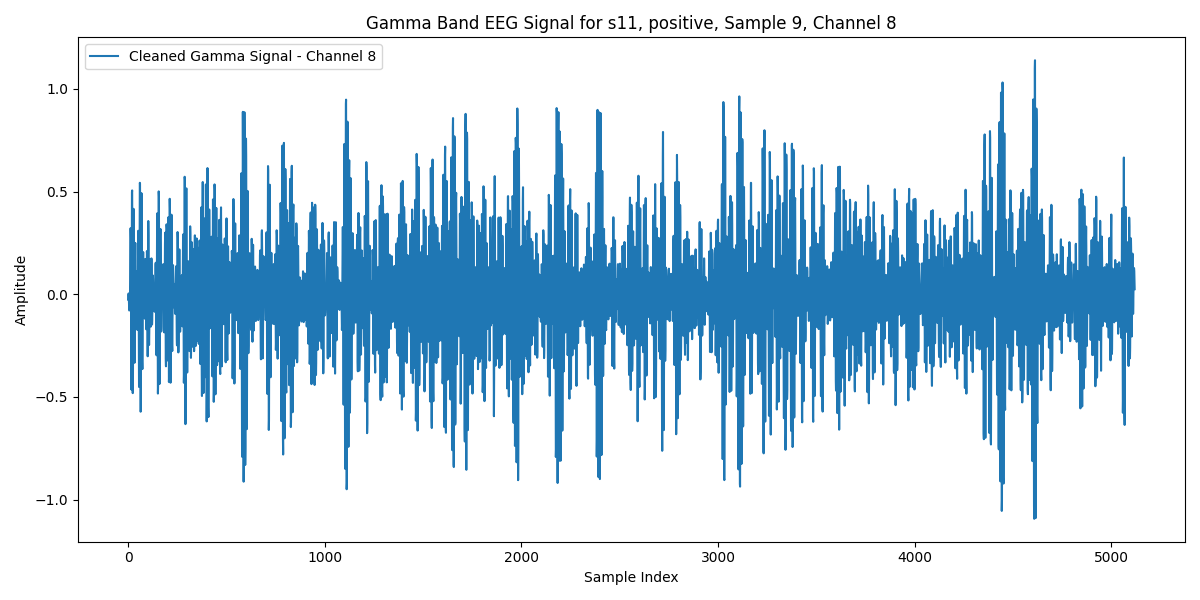 Gamma Band EEG Signal for s11, positive, Sample 9, Channel 8
Cleaned Gamma Signal - Channel 8
1.0
0.5
0.0
−0.5
−1.0
Amplitude
0 1000 2000 3000 4000 5000
Sample Index